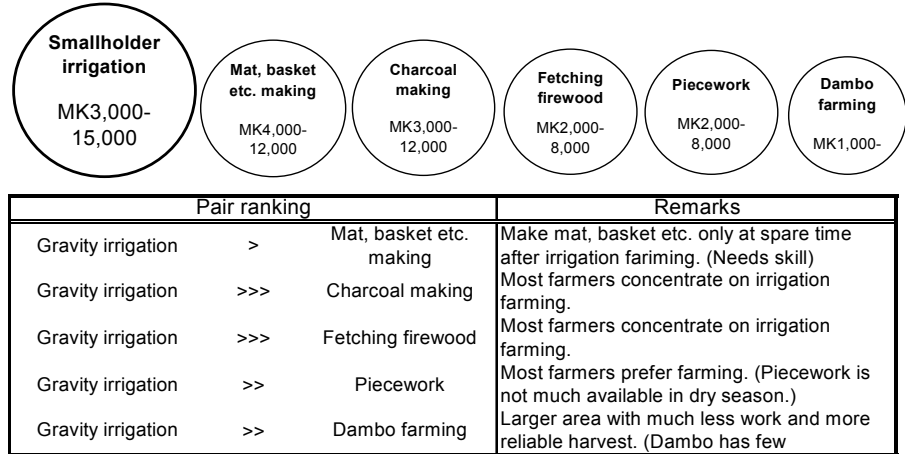 Smallholder
irrigation
MK3,000-
15,000
Mat, basket
etc. making
MK4,000-
12,000
Charcoal
making
MK3,000-
12,000
Fetching
firewood
MK2,000-
8,000
Piecework
MK2,000-
8,000
Dambo
farming
MK1,000-
Pair ranking Remarks
Gravity irrigation > Mat, basket etc. making Make mat, basket etc. only at spare time
after irrigation fariming. (Needs skill)
Gravity irrigation >>> Charcoal making Most farmers concentrate on irrigation
farming.
Gravity irrigation >>> Fetching firewood Most farmers concentrate on irrigation
farming.
Gravity irrigation >> Piecework Most farmers prefer farming. (Piecework is
not much available in dry season.)
Gravity irrigation >> Dambo farming Larger area with much less work and more
reliable harvest. (Dambo has few